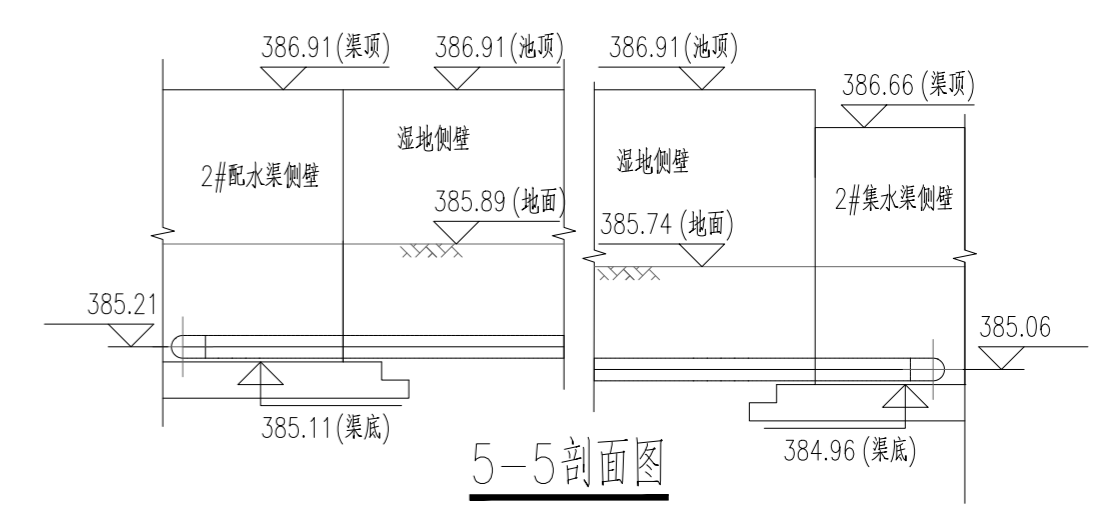 386.91(渠顶)
386.91(池顶)
386.91(池顶)
386.66(渠顶)
湿地侧壁
湿地侧壁
2#配水渠侧壁
2#集水渠侧壁
385.89(地面)
385.74(地面)
385.21
385.06
385.11(渠底)
384.96(渠底)
5-5剖面图